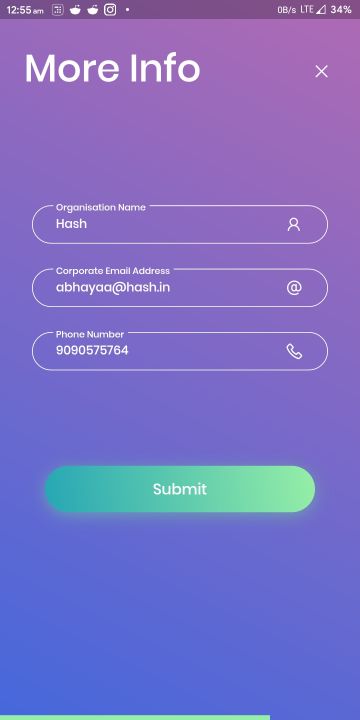 12:55 am 0B/s LTE 34%
More Info
Organisation Name
Hash
Corporate Email Address
abhayaa@hash.in
Phone Number
9090575764
Submit